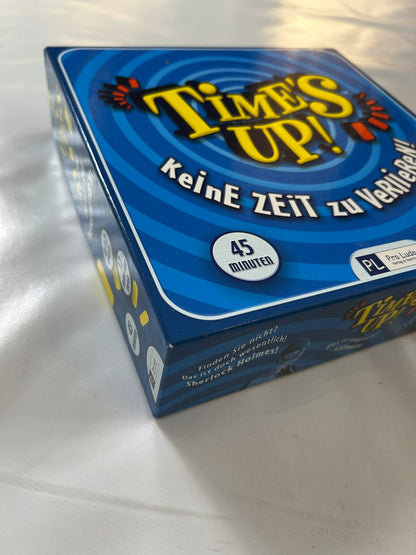 TIME'S
UP!
KeinE ZEiT zu VeRlieReN!
45
MINUTEN
PL Pro Ludo
Finden Sie nicht?
Das ist doch wesentlich!
Sherlock Holmes!
TIME'S
UP!